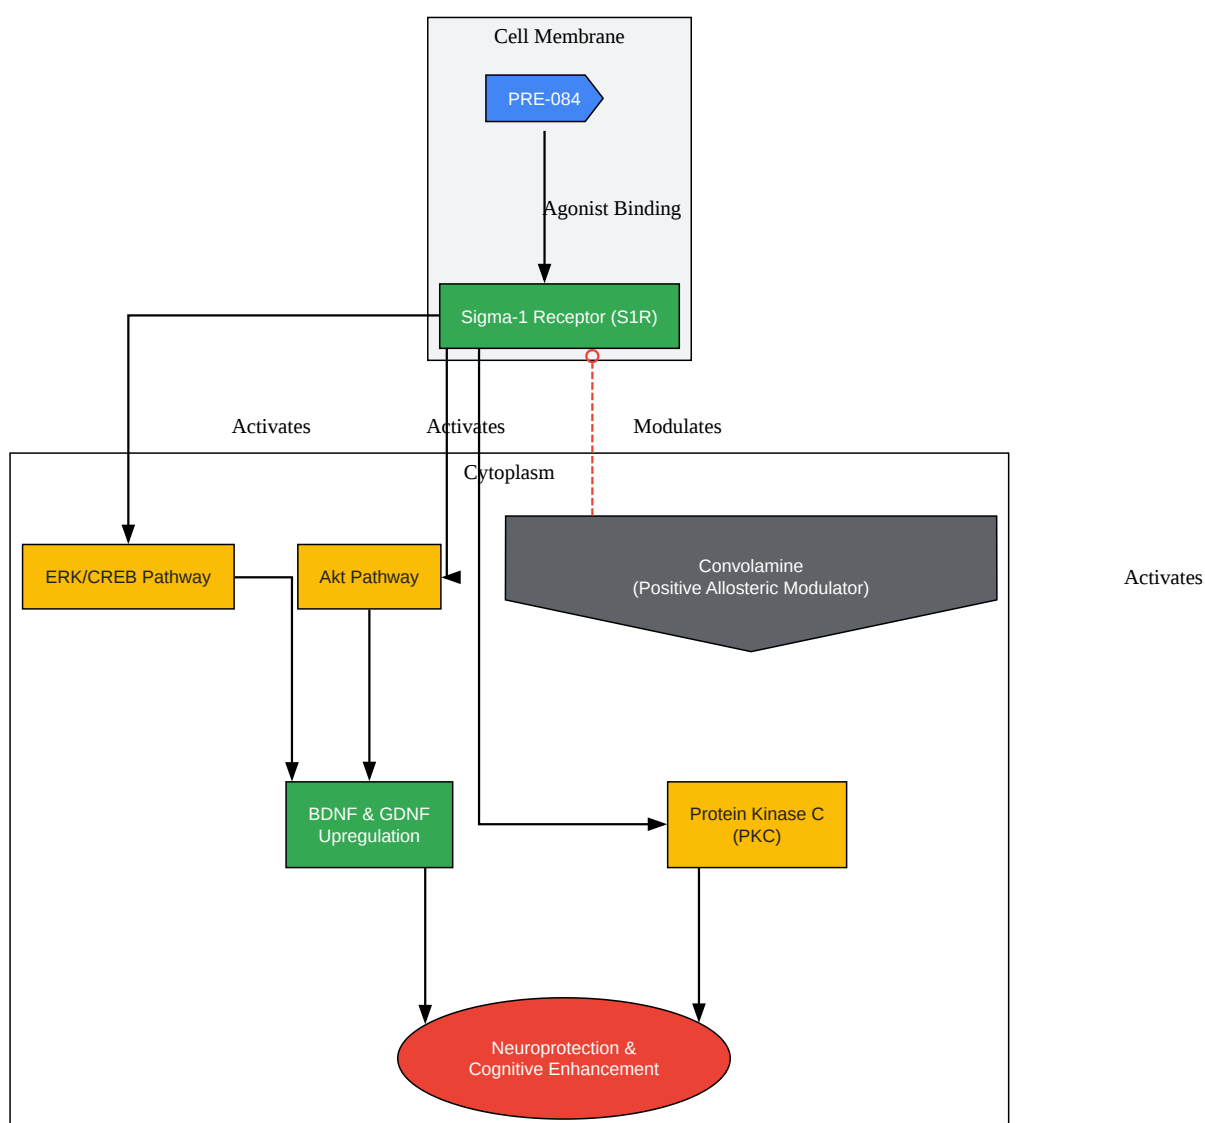 Cell Membrane
PRE-084
Agonist Binding
Sigma-1 Receptor (S1R)
Activates
Activates
Modulates
Cytoplasm
ERK/CREB Pathway
Akt Pathway
Convolamine
(Positive Allosteric Modulator)
Activates
BDNF & GDNF
Upregulation
Protein Kinase C
(PKC)
Neuroprotection &
Cognitive Enhancement